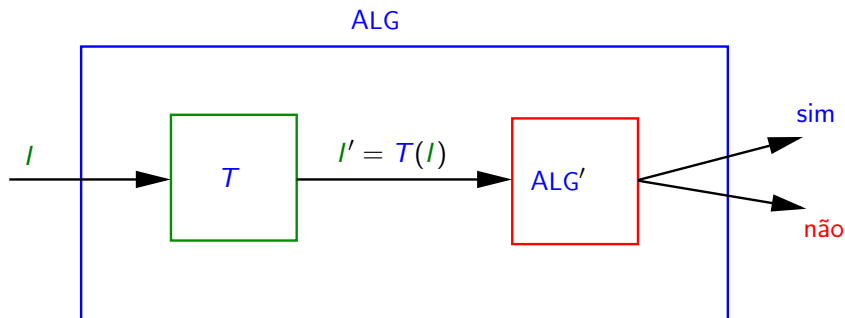 ALG
sim
I
I′ = T(I)
T
ALG′
não